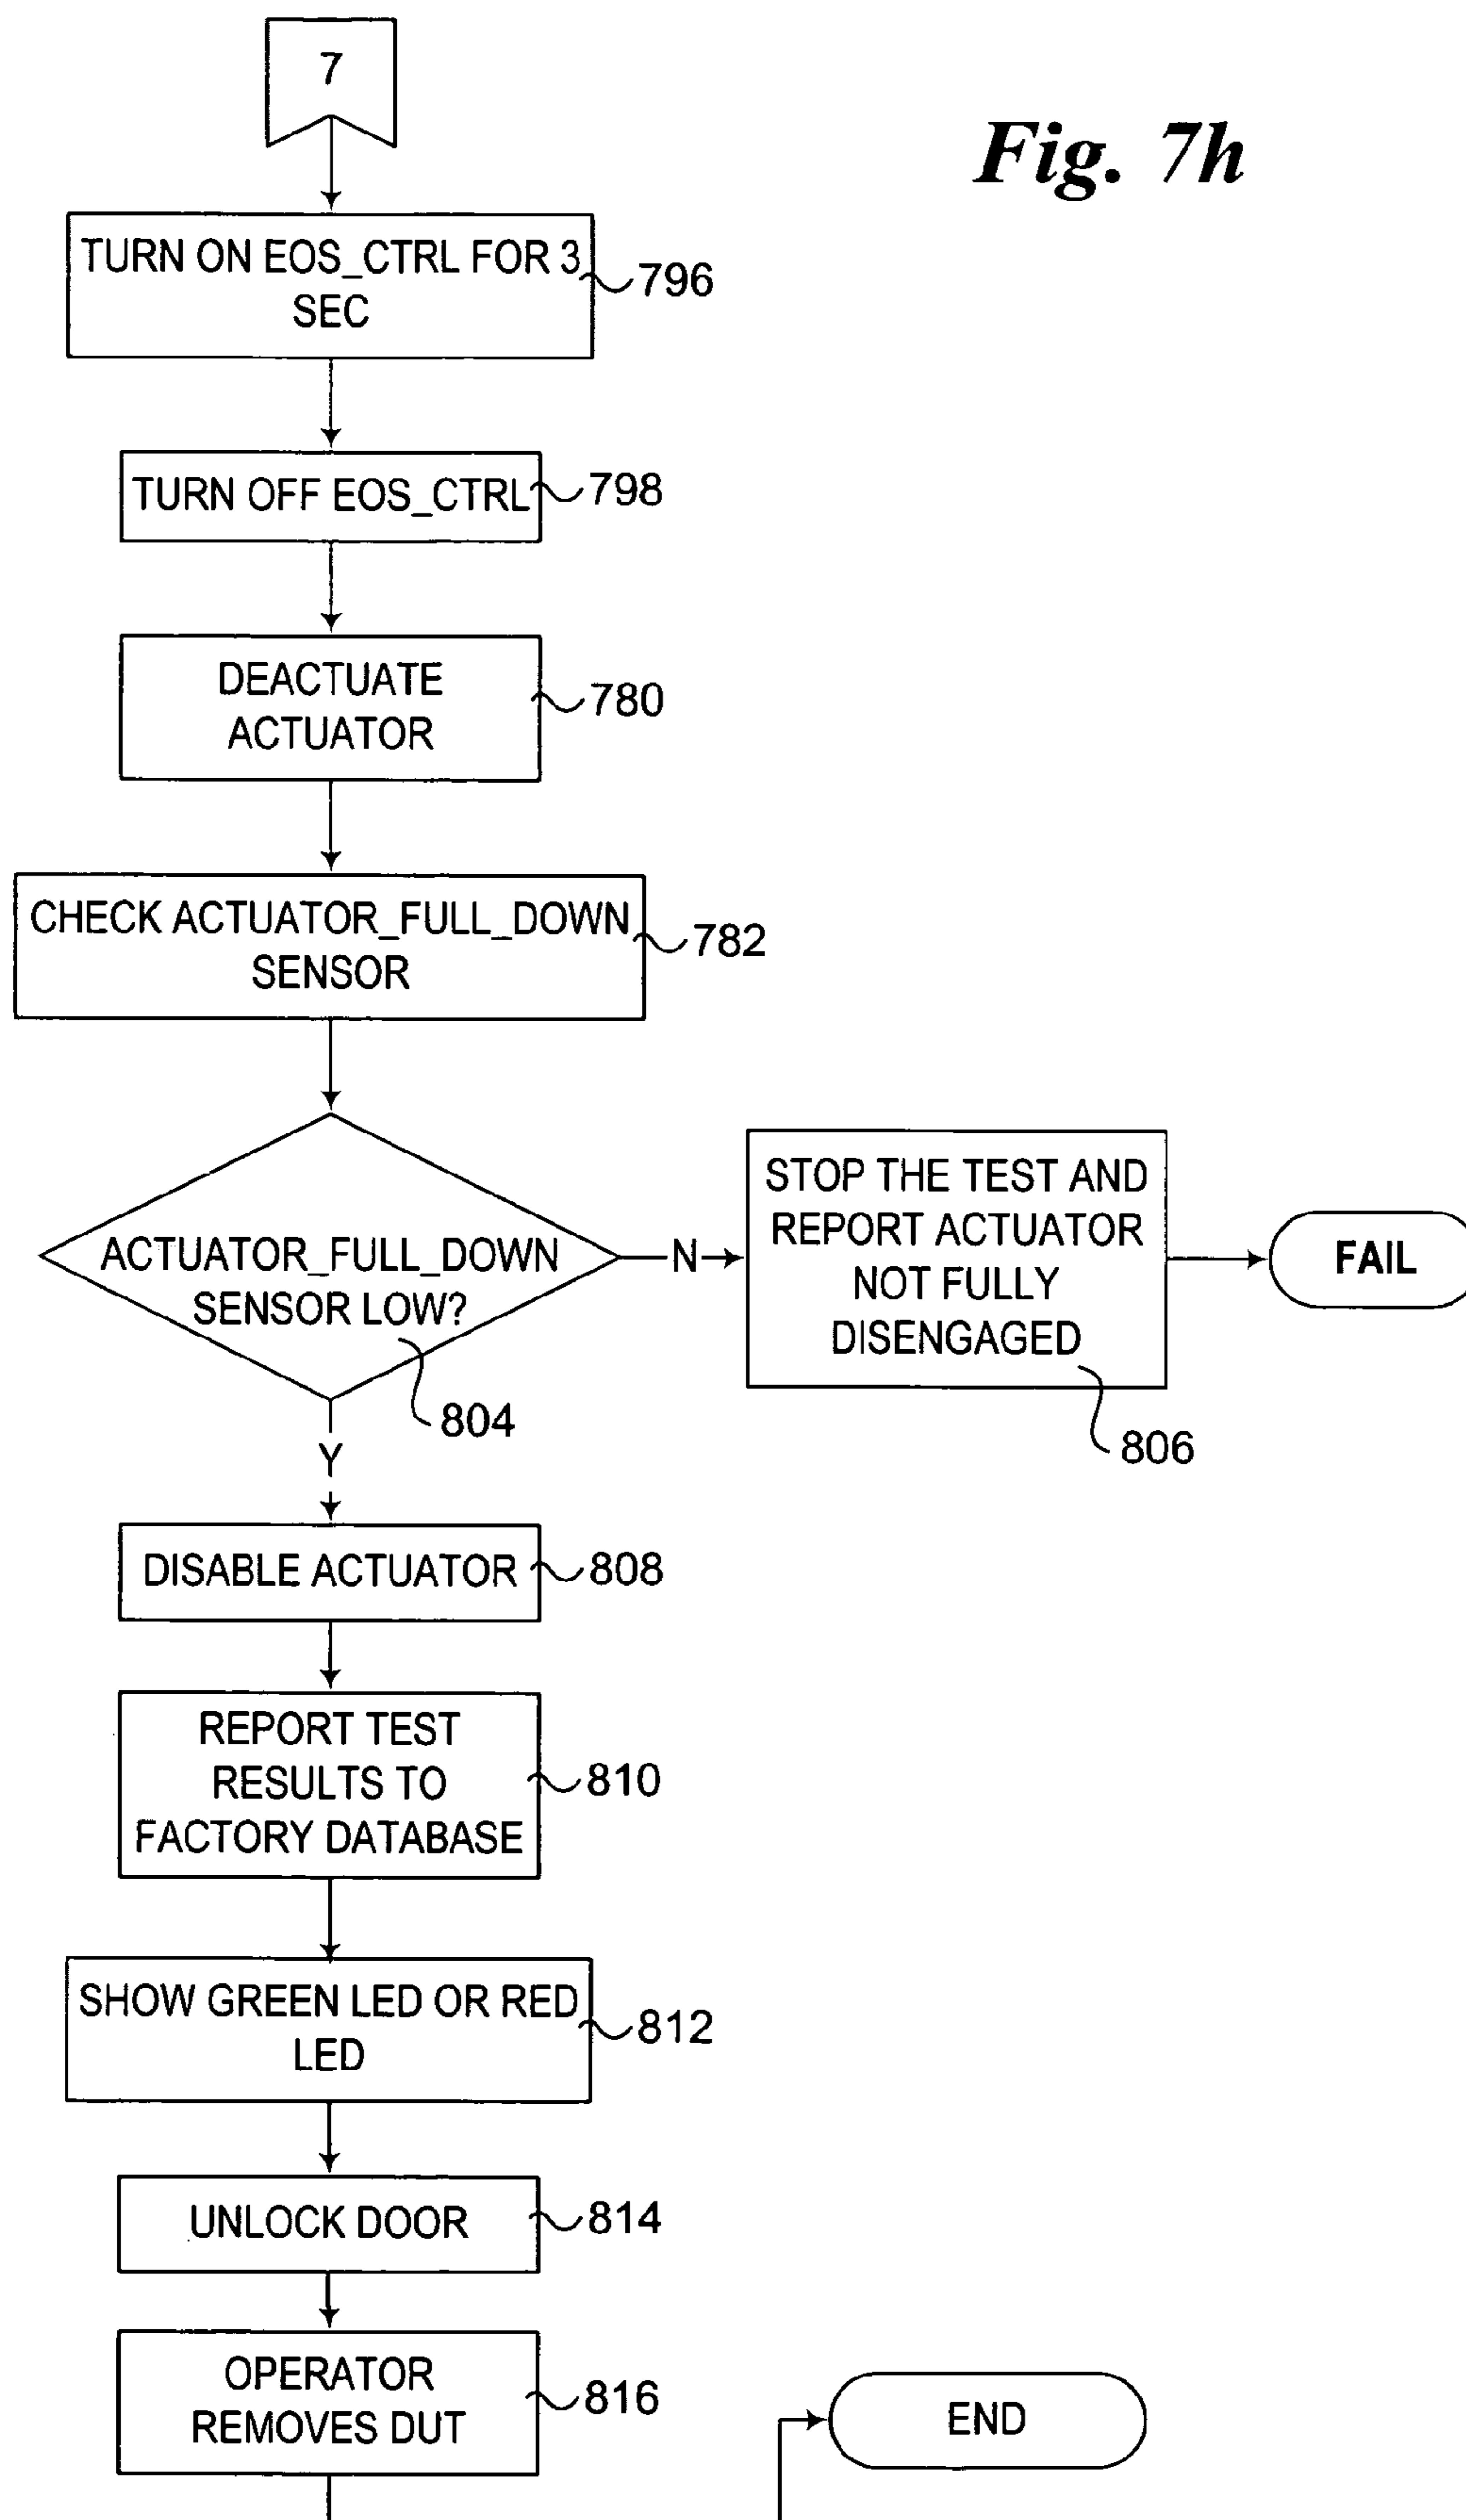 7
Fig. 7h
TURN ON EOS_CTRL FOR 3
SEC
796
TURN OFF EOS_CTRL
798
DEACTUATE
ACTUATOR
780
CHECK ACTUATOR_FULL_DOWN
SENSOR
782
ACTUATOR_FULL_DOWN
SENSOR LOW?
804
N
STOP THE TEST AND
REPORT ACTUATOR
NOT FULLY
DISENGAGED
806
FAIL
Y
DISABLE ACTUATOR
808
REPORT TEST
RESULTS TO
FACTORY DATABASE
810
SHOW GREEN LED OR RED
LED
812
UNLOCK DOOR
814
OPERATOR
REMOVES DUT
816
END